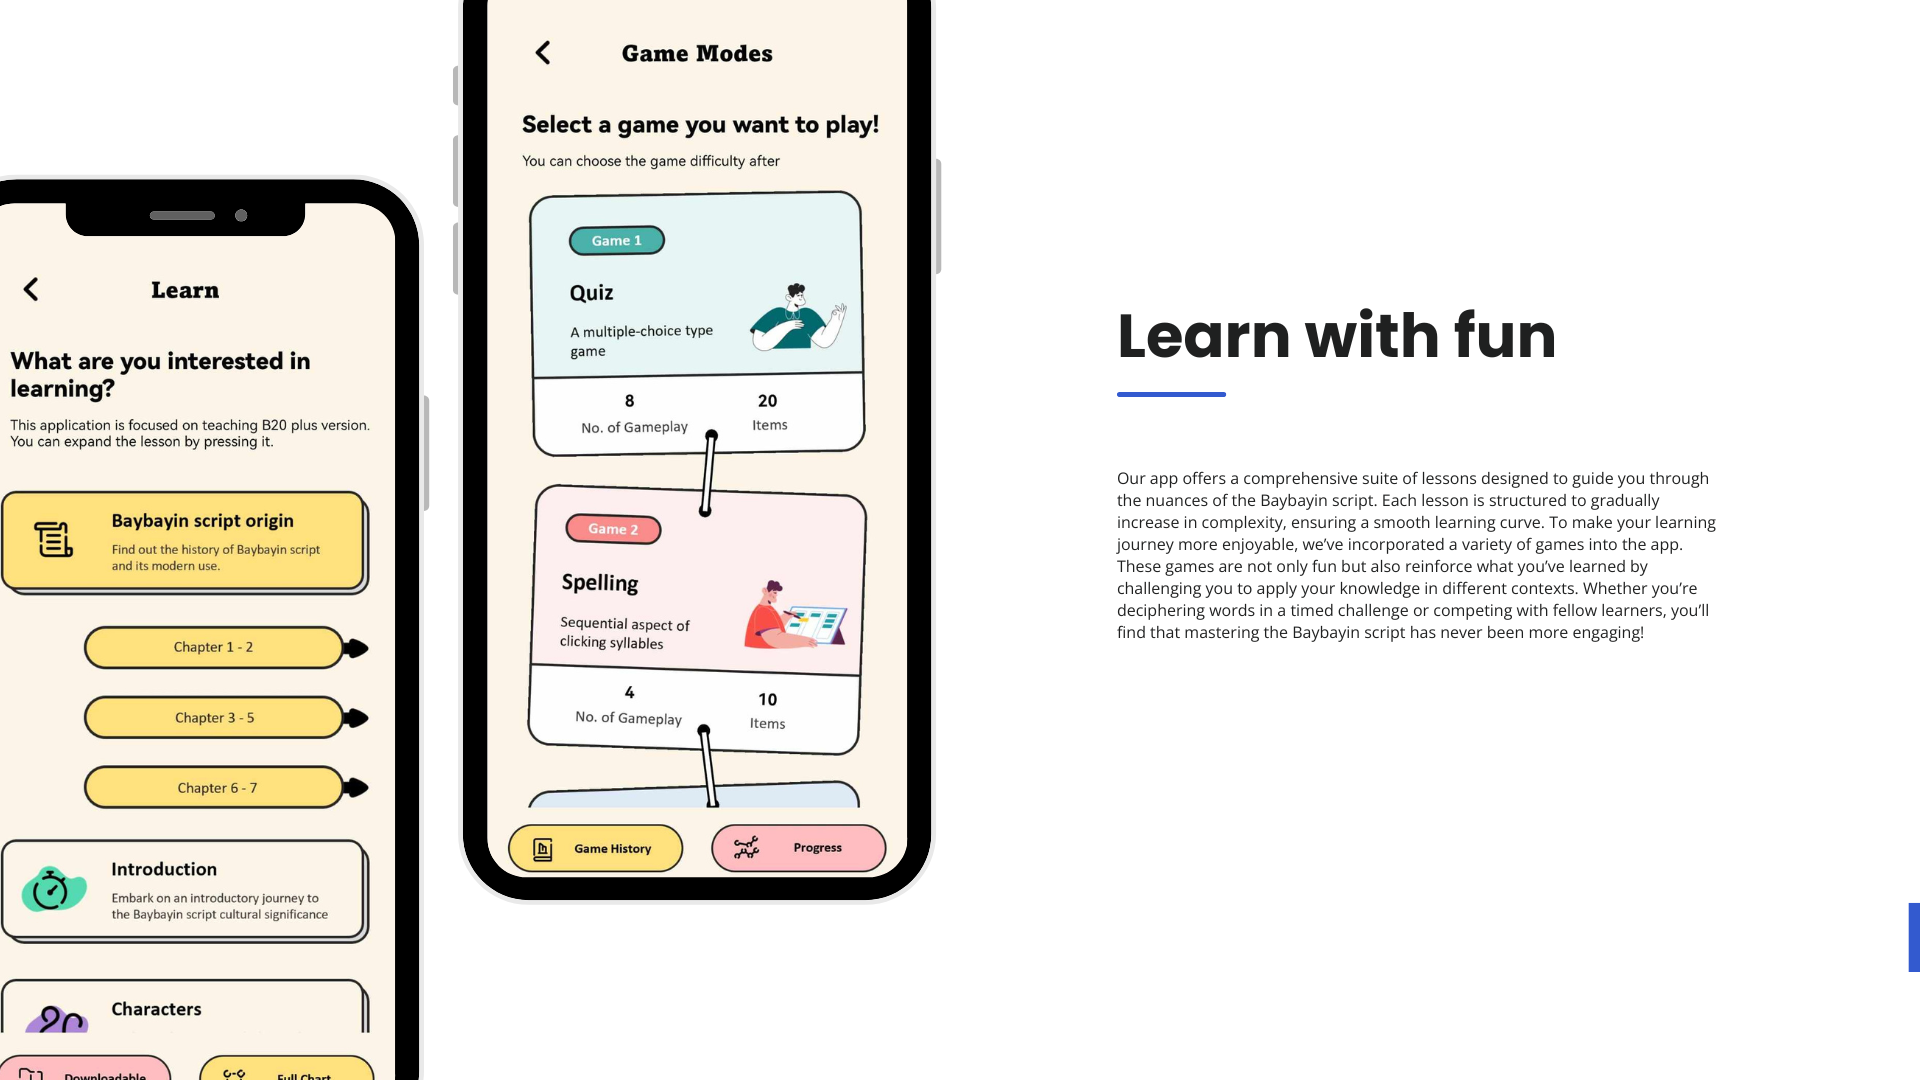 Learn
What are you interested in
learning?
This application is focused on teaching B20 plus version.
You can expand the lesson by pressing it.
Baybayin script origin
Find out the history of Baybayin script
and its modern use.
Chapter 1 - 2
Chapter 3 - 5
Chapter 6 - 7
Introduction
Embark on an introductory journey to
the Baybayin script cultural significance
Characters
Downloadable
Full Chart
Game Modes
Select a game you want to play!
You can choose the game difficulty after
Game 1
Quiz
A multiple-choice type
game
8
No. of Gameplay
20
Items
Game 2
Spelling
Sequential aspect of
clicking syllables
4
No. of Gameplay
10
Items
Game History
Progress
Learn with fun
Our app offers a comprehensive suite of lessons designed to guide you through
the nuances of the Baybayin script. Each lesson is structured to gradually
increase in complexity, ensuring a smooth learning curve. To make your learning
journey more enjoyable, we’ve incorporated a variety of games into the app.
These games are not only fun but also reinforce what you’ve learned by
challenging you to apply your knowledge in different contexts. Whether you’re
deciphering words in a timed challenge or competing with fellow learners, you’ll
find that mastering the Baybayin script has never been more engaging!